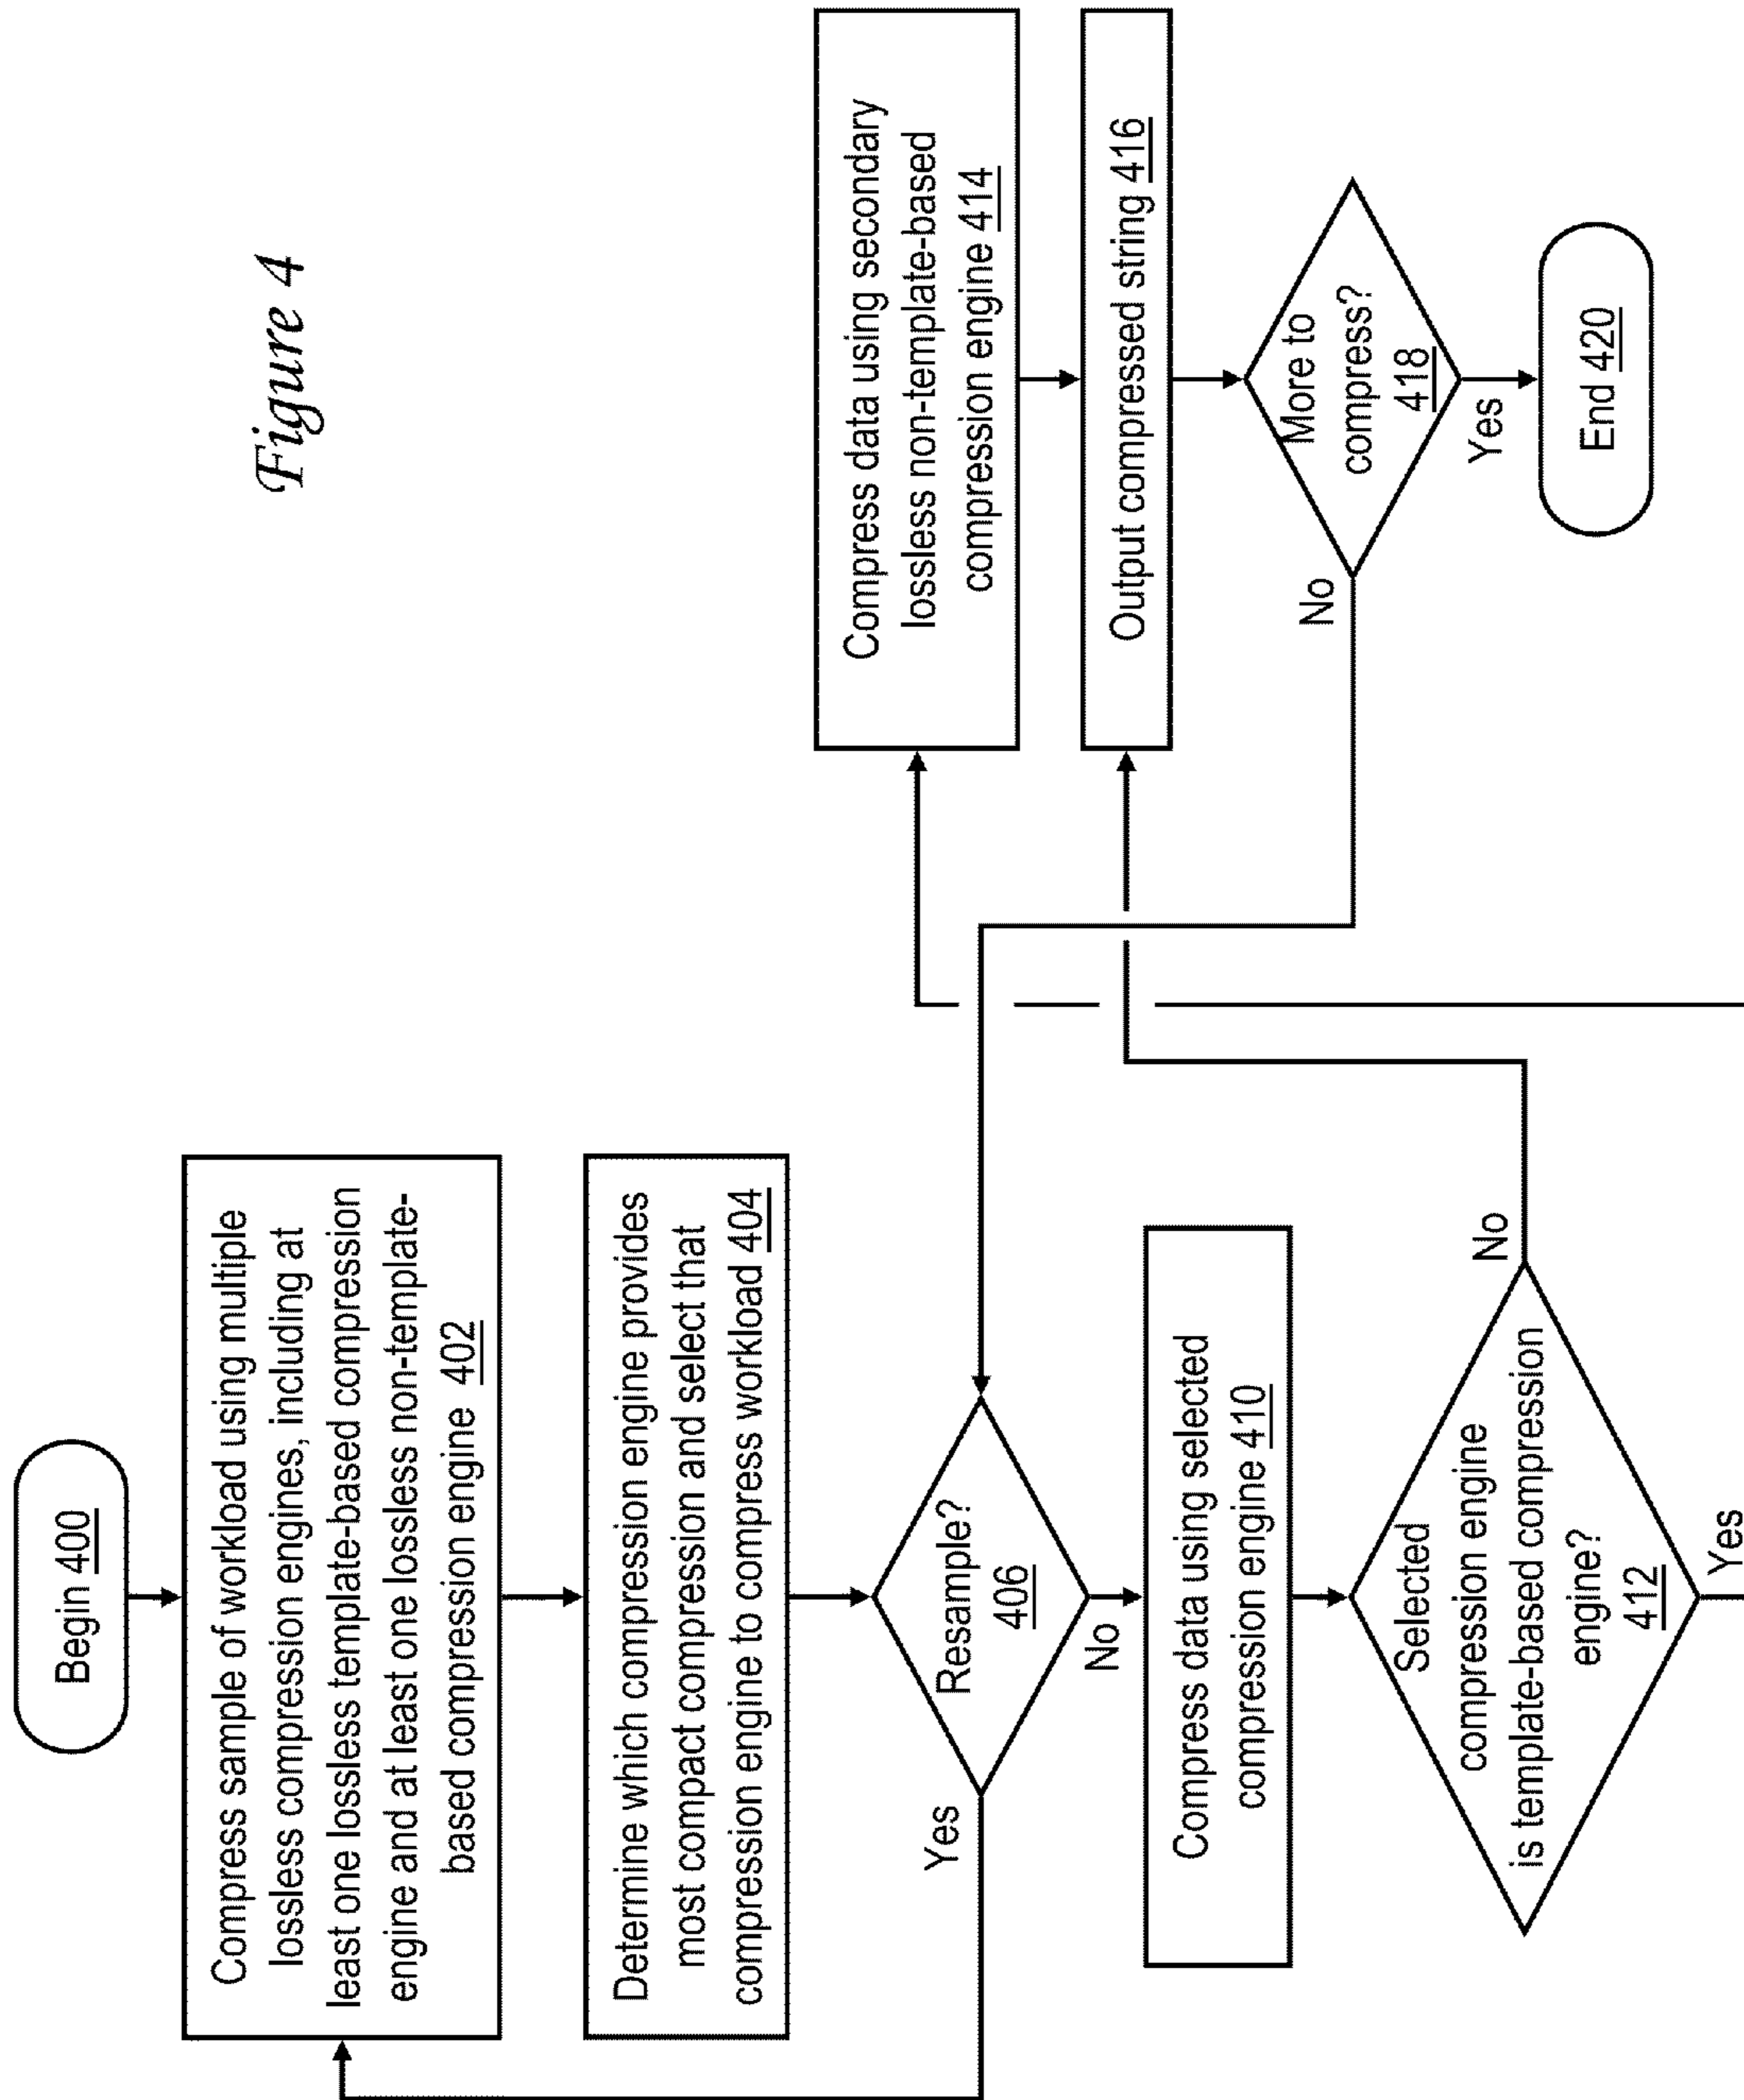 Figure 4
Begin 400
Compress sample of workload using multiple
lossless compression engines, including at
least one lossless template-based compression
engine and at least one lossless non-template-
based compression engine 402
Determine which compression engine provides
most compact compression and select that
compression engine to compress workload 404
Resample?
406
Yes
No
Compress data using selected
compression engine 410
Selected
compression engine
is template-based compression
engine?
412
No
Yes
Compress data using secondary
lossless non-template-based
compression engine 414
Output compressed string 416
More to
compress?
418
No
Yes
End 420